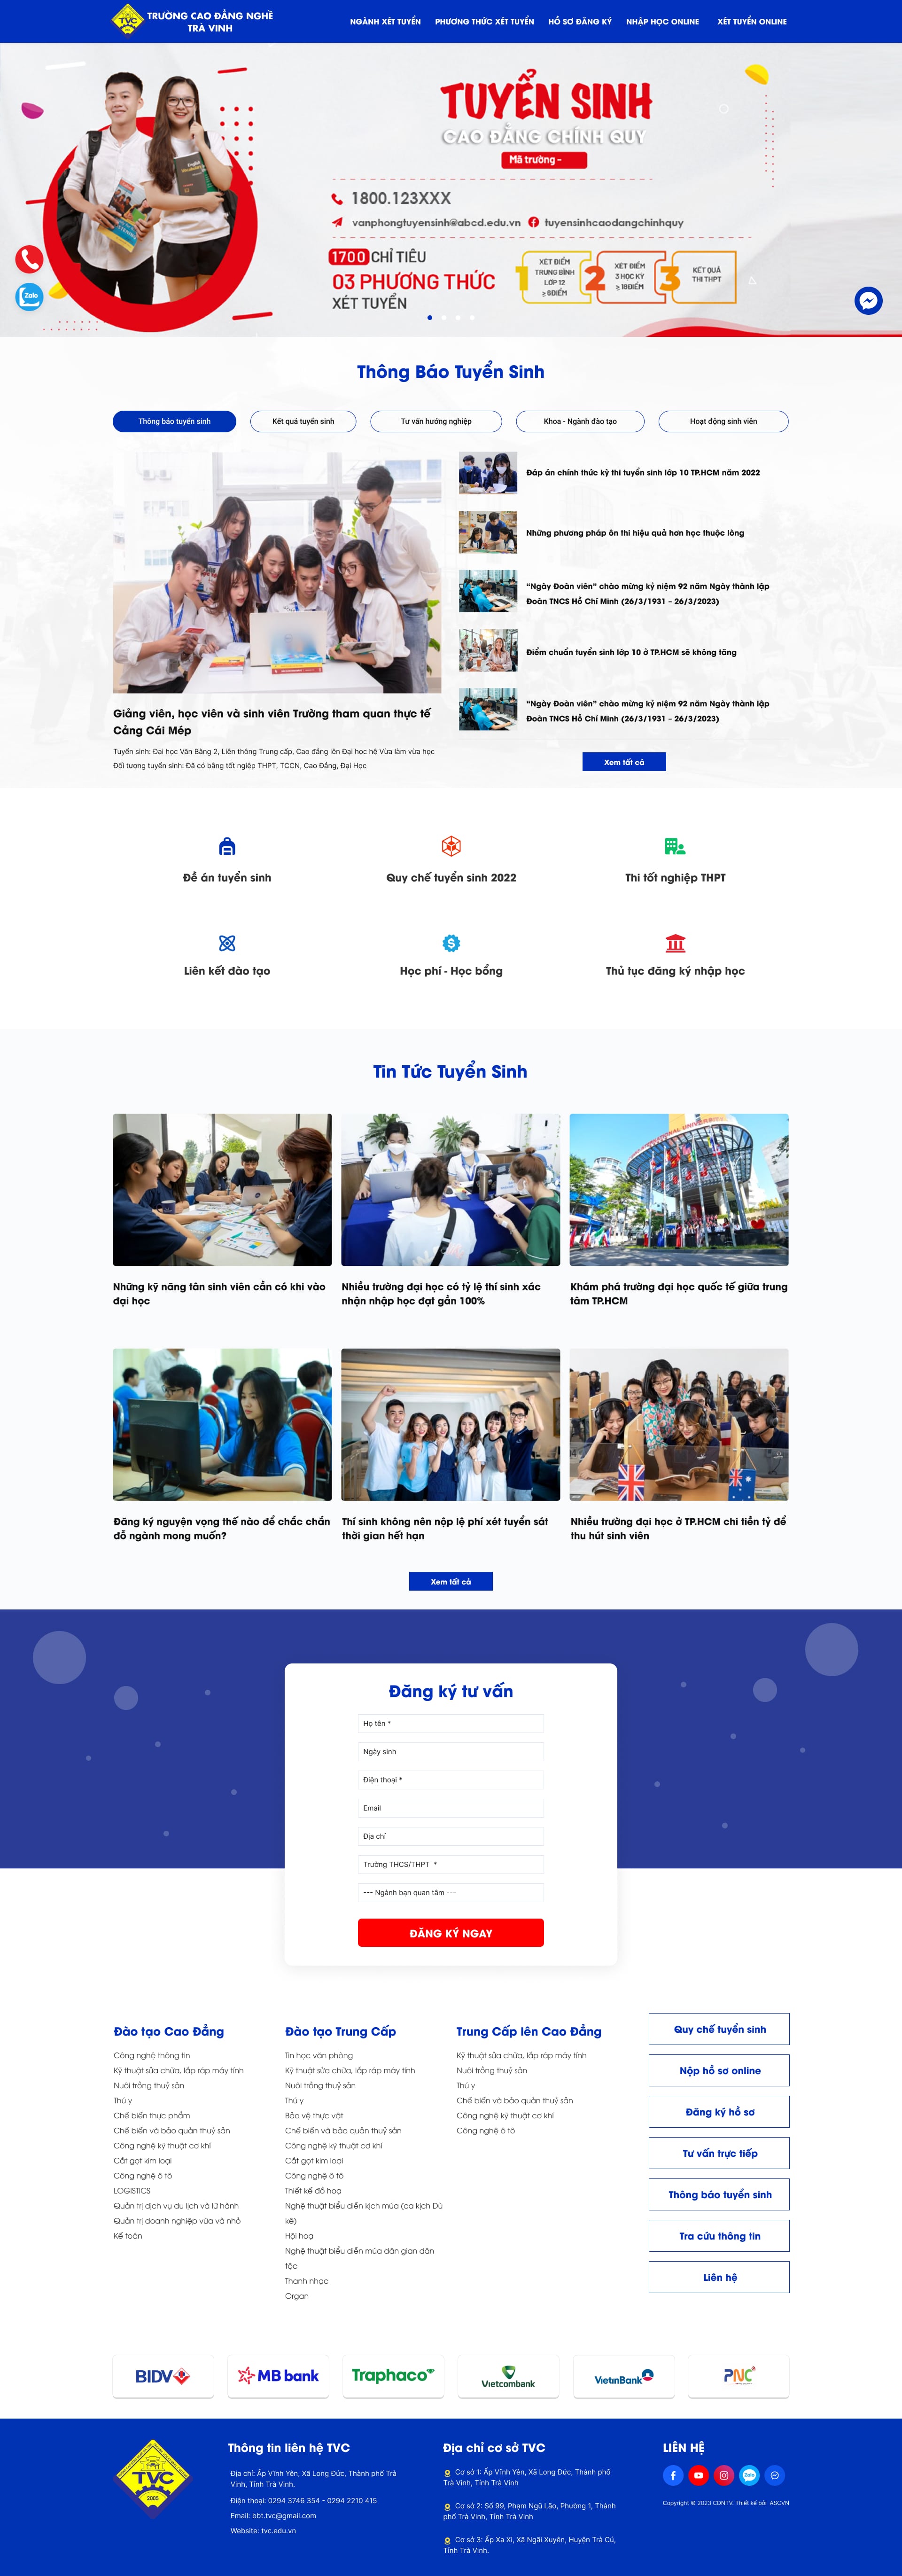 TVC
TRƯỜNG CAO ĐẲNG NGHỀ
TRÀ VINH
NGÀNH XÉT TUYỂN
PHƯƠNG THỨC XÉT TUYỂN
HỒ SƠ ĐĂNG KÝ
NHẬP HỌC ONLINE
XÉT TUYỂN ONLINE
TUYỂN SINH
CAO ĐẲNG CHÍNH QUY
Mã trường -
1800.123XXX
vanphongtuyensinh@abcd.edu.vn
tuyensinhcaodangchinhquy
1700 CHỈ TIÊU
03 PHƯƠNG THỨC
XÉT TUYỂN
1
XÉT ĐIỂM
TRUNG BÌNH
LỚP 12
≥ 6 ĐIỂM
2
XÉT ĐIỂM
3 HỌC KỲ
≥ 18 ĐIỂM
3
KẾT QUẢ
THI THPT
Zalo
Thông Báo Tuyển Sinh
Thông báo tuyển sinh
Kết quả tuyển sinh
Tư vấn hướng nghiệp
Khoa - Ngành đào tạo
Hoạt động sinh viên
Giảng viên, học viên và sinh viên Trường tham quan thực tế
Cảng Cái Mép
Tuyển sinh: Đại học Văn Bằng 2, Liên thông Trung cấp, Cao đẳng lên Đại học hệ Vừa làm vừa học
Đối tượng tuyển sinh: Đã có bằng tốt ngiệp THPT, TCCN, Cao Đẳng, Đại Học
Đáp án chính thức kỳ thi tuyển sinh lớp 10 TP.HCM năm 2022
Những phương pháp ôn thi hiệu quả hơn học thuộc lòng
“Ngày Đoàn viên” chào mừng kỷ niệm 92 năm Ngày thành lập
Đoàn TNCS Hồ Chí Minh (26/3/1931 – 26/3/2023)
Điểm chuẩn tuyển sinh lớp 10 ở TP.HCM sẽ không tăng
“Ngày Đoàn viên” chào mừng kỷ niệm 92 năm Ngày thành lập
Đoàn TNCS Hồ Chí Minh (26/3/1931 – 26/3/2023)
Xem tất cả
Đề án tuyển sinh
Quy chế tuyển sinh 2022
Thi tốt nghiệp THPT
Liên kết đào tạo
Học phí - Học bổng
Thủ tục đăng ký nhập học
Tin Tức Tuyển Sinh
Những kỹ năng tân sinh viên cần có khi vào
đại học
Nhiều trường đại học có tỷ lệ thí sinh xác
nhận nhập học đạt gần 100%
Khám phá trường đại học quốc tế giữa trung
tâm TP.HCM
Đăng ký nguyện vọng thế nào để chắc chắn
đỗ ngành mong muốn?
Thí sinh không nên nộp lệ phí xét tuyển sát
thời gian hết hạn
Nhiều trường đại học ở TP.HCM chi tiền tỷ để
thu hút sinh viên
Xem tất cả
Đăng ký tư vấn
Họ tên *
Ngày sinh
Điện thoại *
Email
Địa chỉ
Trường THCS/THPT *
--- Ngành bạn quan tâm ---
ĐĂNG KÝ NGAY
Đào tạo Cao Đẳng
Công nghệ thông tin
Kỹ thuật sửa chữa, lắp ráp máy tính
Nuôi trồng thuỷ sản
Thú y
Chế biến thực phẩm
Chế biến và bảo quản thuỷ sản
Công nghệ kỹ thuật cơ khí
Cắt gọt kim loại
Công nghệ ô tô
LOGISTICS
Quản trị dịch vụ du lịch và lữ hành
Quản trị doanh nghiệp vừa và nhỏ
Kế toán
Đào tạo Trung Cấp
Tin học văn phòng
Kỹ thuật sửa chữa, lắp ráp máy tính
Nuôi trồng thuỷ sản
Thú y
Bảo vệ thực vật
Chế biến và bảo quản thuỷ sản
Công nghệ kỹ thuật cơ khí
Cắt gọt kim loại
Công nghệ ô tô
Thiết kế đồ hoạ
Nghệ thuật biểu diễn kịch múa (ca kịch Dù
kê)
Hội hoạ
Nghệ thuật biểu diễn múa dân gian dân
tộc
Thanh nhạc
Organ
Trung Cấp lên Cao Đẳng
Kỹ thuật sửa chữa, lắp ráp máy tính
Nuôi trồng thuỷ sản
Thú y
Chế biến và bảo quản thuỷ sản
Công nghệ kỹ thuật cơ khí
Công nghệ ô tô
Quy chế tuyển sinh
Nộp hồ sơ online
Đăng ký hồ sơ
Tư vấn trực tiếp
Thông báo tuyển sinh
Tra cứu thông tin
Liên hệ
BIDV
MB bank
Traphaco
Vietcombank
VietinBank
PNC
TVC
2005
Thông tin liên hệ TVC
Địa chỉ: Ấp Vĩnh Yên, Xã Long Đức, Thành phố Trà
Vinh, Tỉnh Trà Vinh.
Điện thoại: 0294 3746 354 - 0294 2210 415
Email: bbt.tvc@gmail.com
Website: tvc.edu.vn
Địa chỉ cơ sở TVC
Cơ sở 1: Ấp Vĩnh Yên, Xã Long Đức, Thành phố
Trà Vinh, Tỉnh Trà Vinh
Cơ sở 2: Số 99, Phạm Ngũ Lão, Phường 1, Thành
phố Trà Vinh, Tỉnh Trà Vinh
Cơ sở 3: Ấp Xa Xi, Xã Ngãi Xuyên, Huyện Trà Cú,
Tỉnh Trà Vinh.
LIÊN HỆ
Zalo
Copyright © 2023 CDNTV. Thiết kế bởi ASCVN